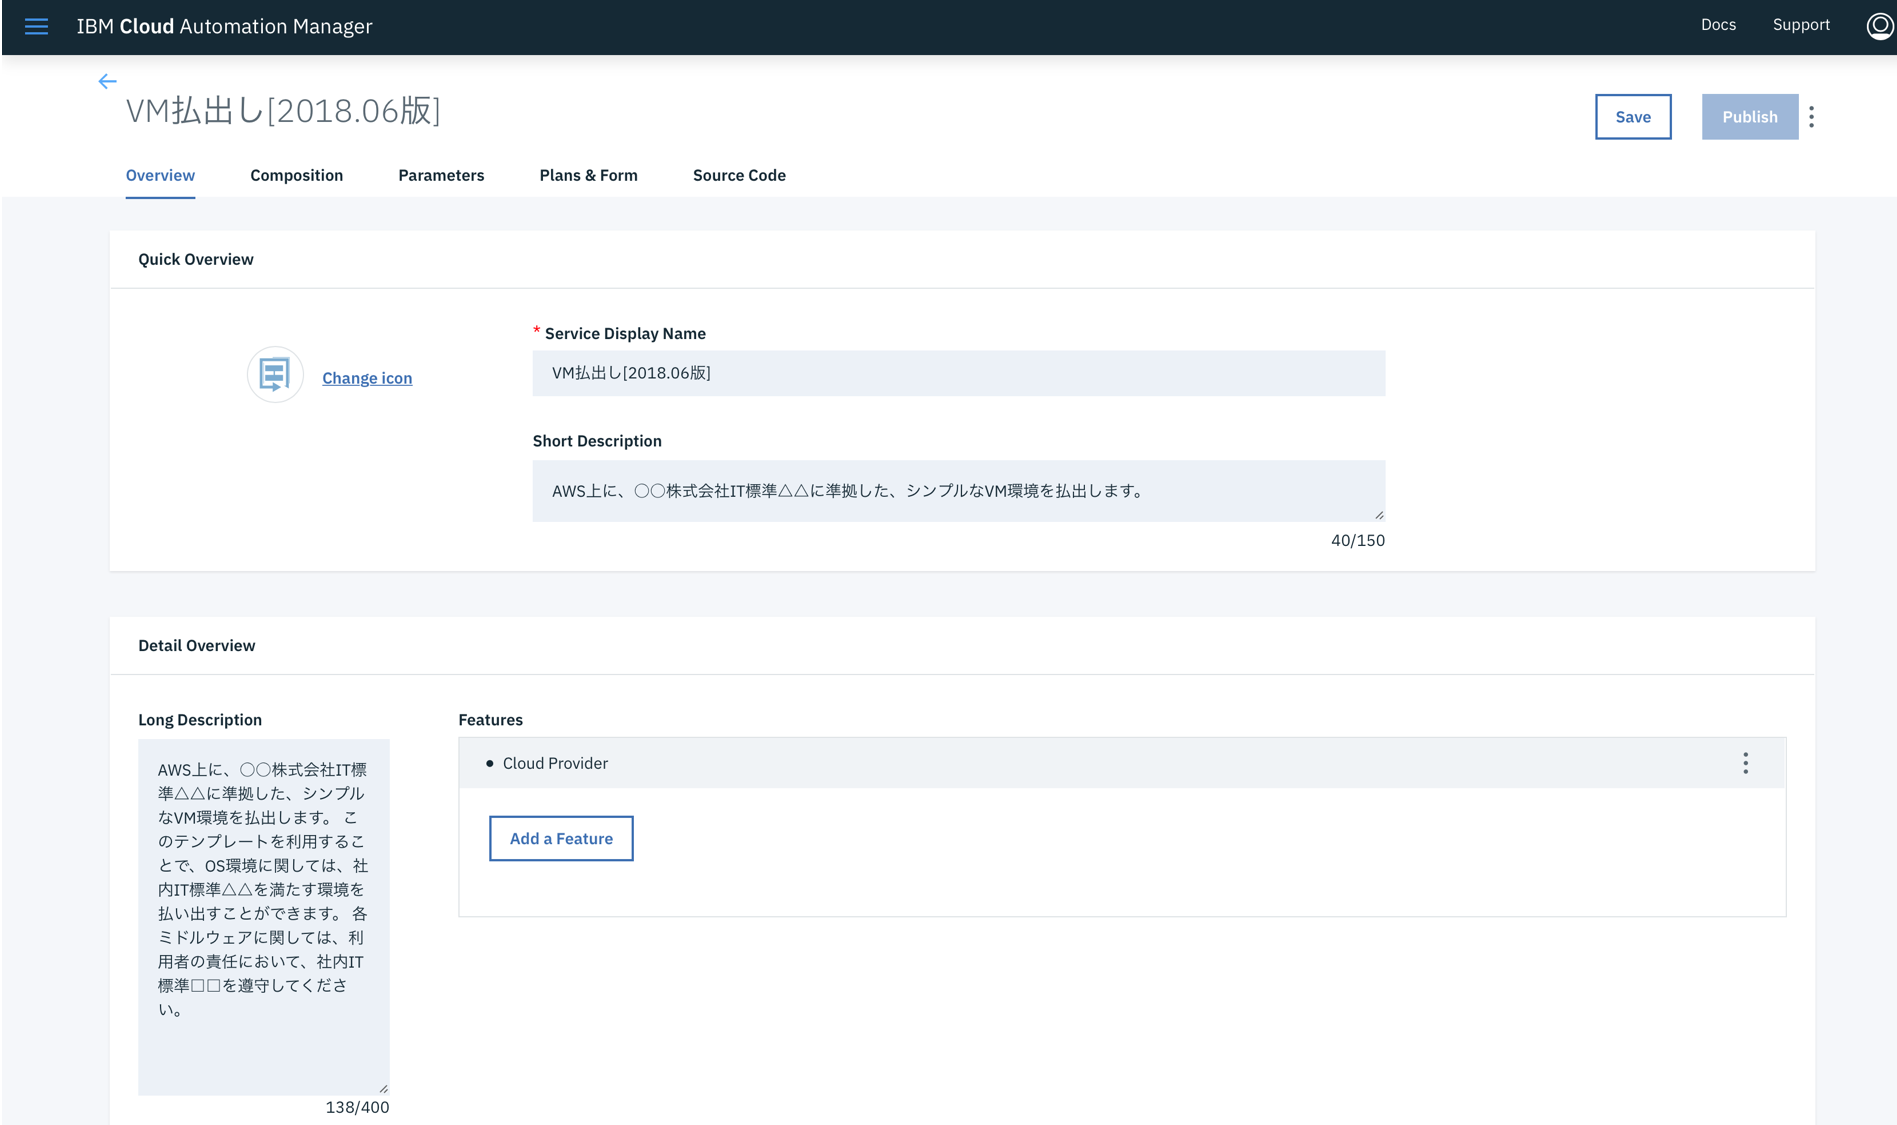 IBM Cloud Automation Manager
Docs Support
VM払出し[2018.06版]
Save Publish
Overview Composition Parameters Plans & Form Source Code
Quick Overview
* Service Display Name
Change icon
VM払出し[2018.06版]
Short Description
AWS上に、○○株式会社IT標準△△に準拠した、シンプルなVM環境を払出します。
40/150
Detail Overview
Long Description
AWS上に、○○株式会社IT標
準△△に準拠した、シンプル
なVM環境を払出します。 こ
のテンプレートを利用するこ
とで、OS環境に関しては、社
内IT標準△△を満たす環境を
払い出すことができます。 各
ミドルウェアに関しては、利
用者の責任において、社内IT
標準□□を遵守してくださ
い。
138/400
Features
● Cloud Provider
Add a Feature